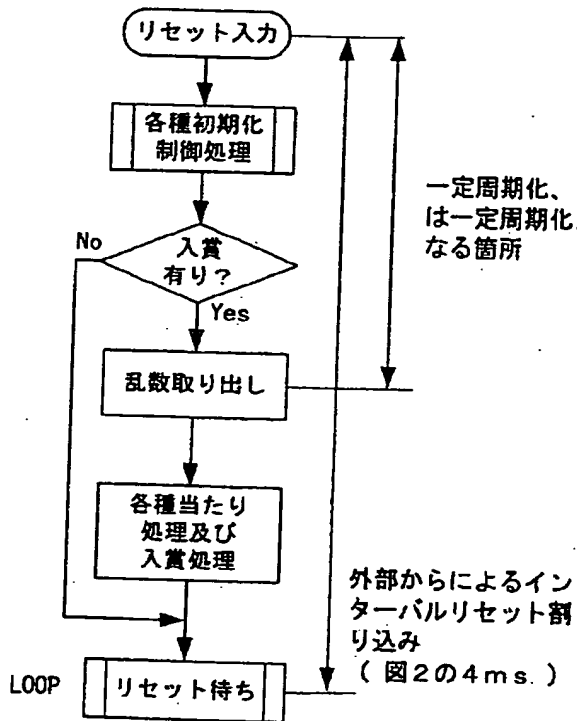 リセット入力
各種初期化
制御処理
一定周期化、
は一定周期化
なる箇所
No
入賞
有り?
Yes
乱数取り出し
各種当たり
処理及び
入賞処理
外部からによるイン
ターバルリセット割
り込み
( 図2の4ms. )
LOOP
リセット待ち